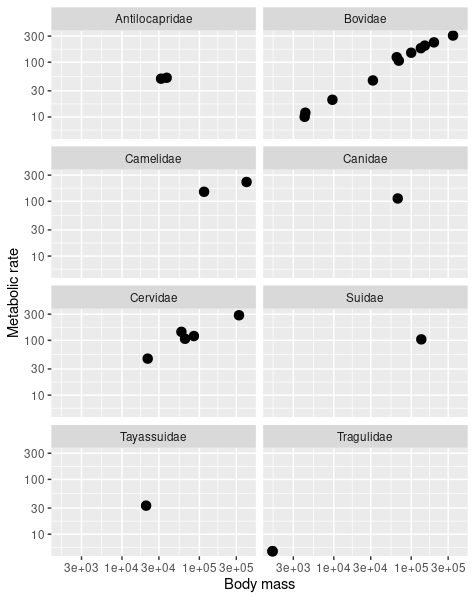 Antilocapridae Bovidae
300
100
30
10
Camelidae Canidae
300
100
30
10
Metabolic rate
Cervidae Suidae
300
100
30
10
Tayassuidae Tragulidae
300
100
30
10
3e+03 1e+04 3e+04 1e+05 3e+05 3e+03 1e+04 3e+04 1e+05 3e+05
Body mass